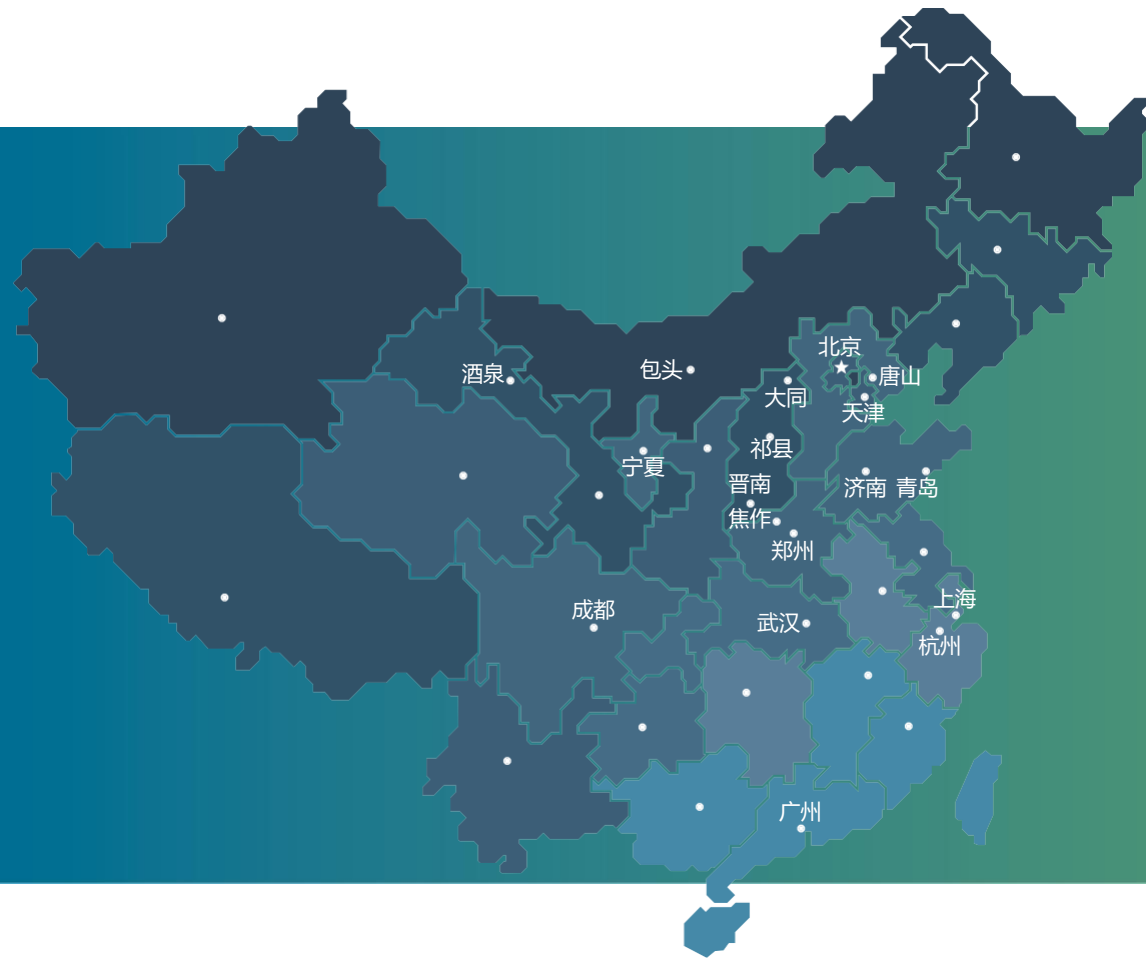 北京
包头
酒泉
唐山
大同
天津
祁县
宁夏
晋南
济南 青岛
焦作
郑州
上海
成都
武汉
杭州
广州